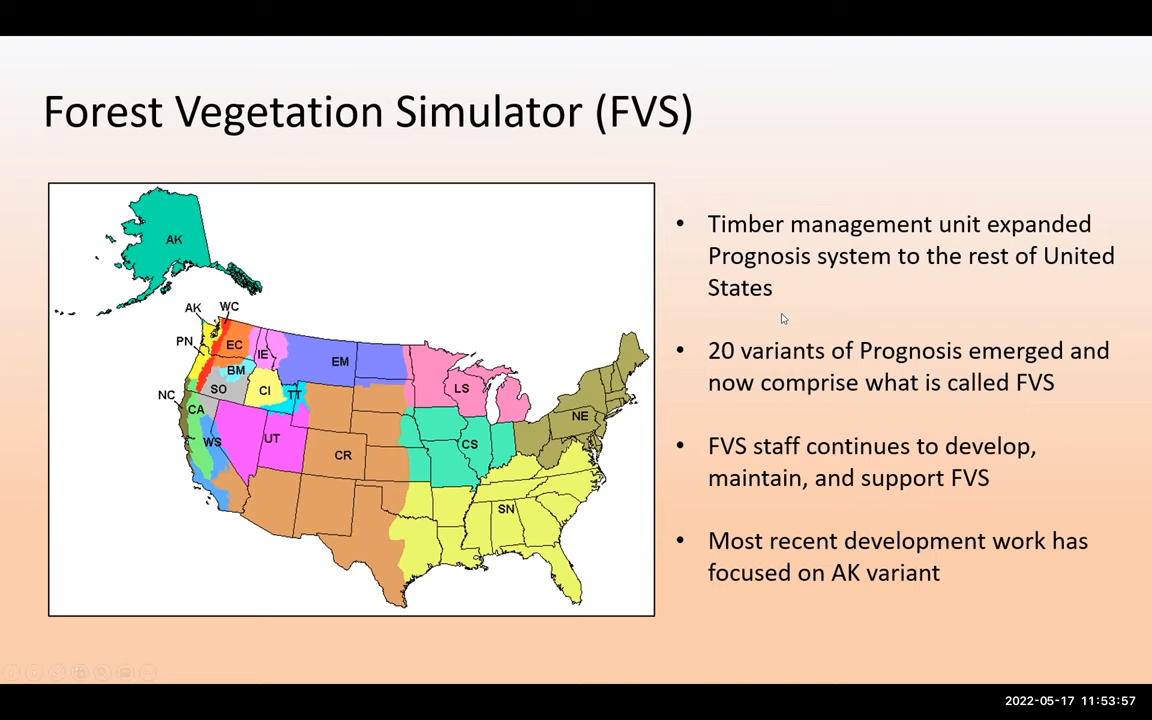 Forest Vegetation Simulator (FVS)
AK
AK
WC
PN
EC
IE
EM
BM
LS
SO
CI
TT
NC
CA
NE
WS
UT
CS
CR
SN
• Timber management unit expanded
Prognosis system to the rest of United
States
• 20 variants of Prognosis emerged and
now comprise what is called FVS
• FVS staff continues to develop,
maintain, and support FVS
• Most recent development work has
focused on AK variant
2022-05-17 11:53:57